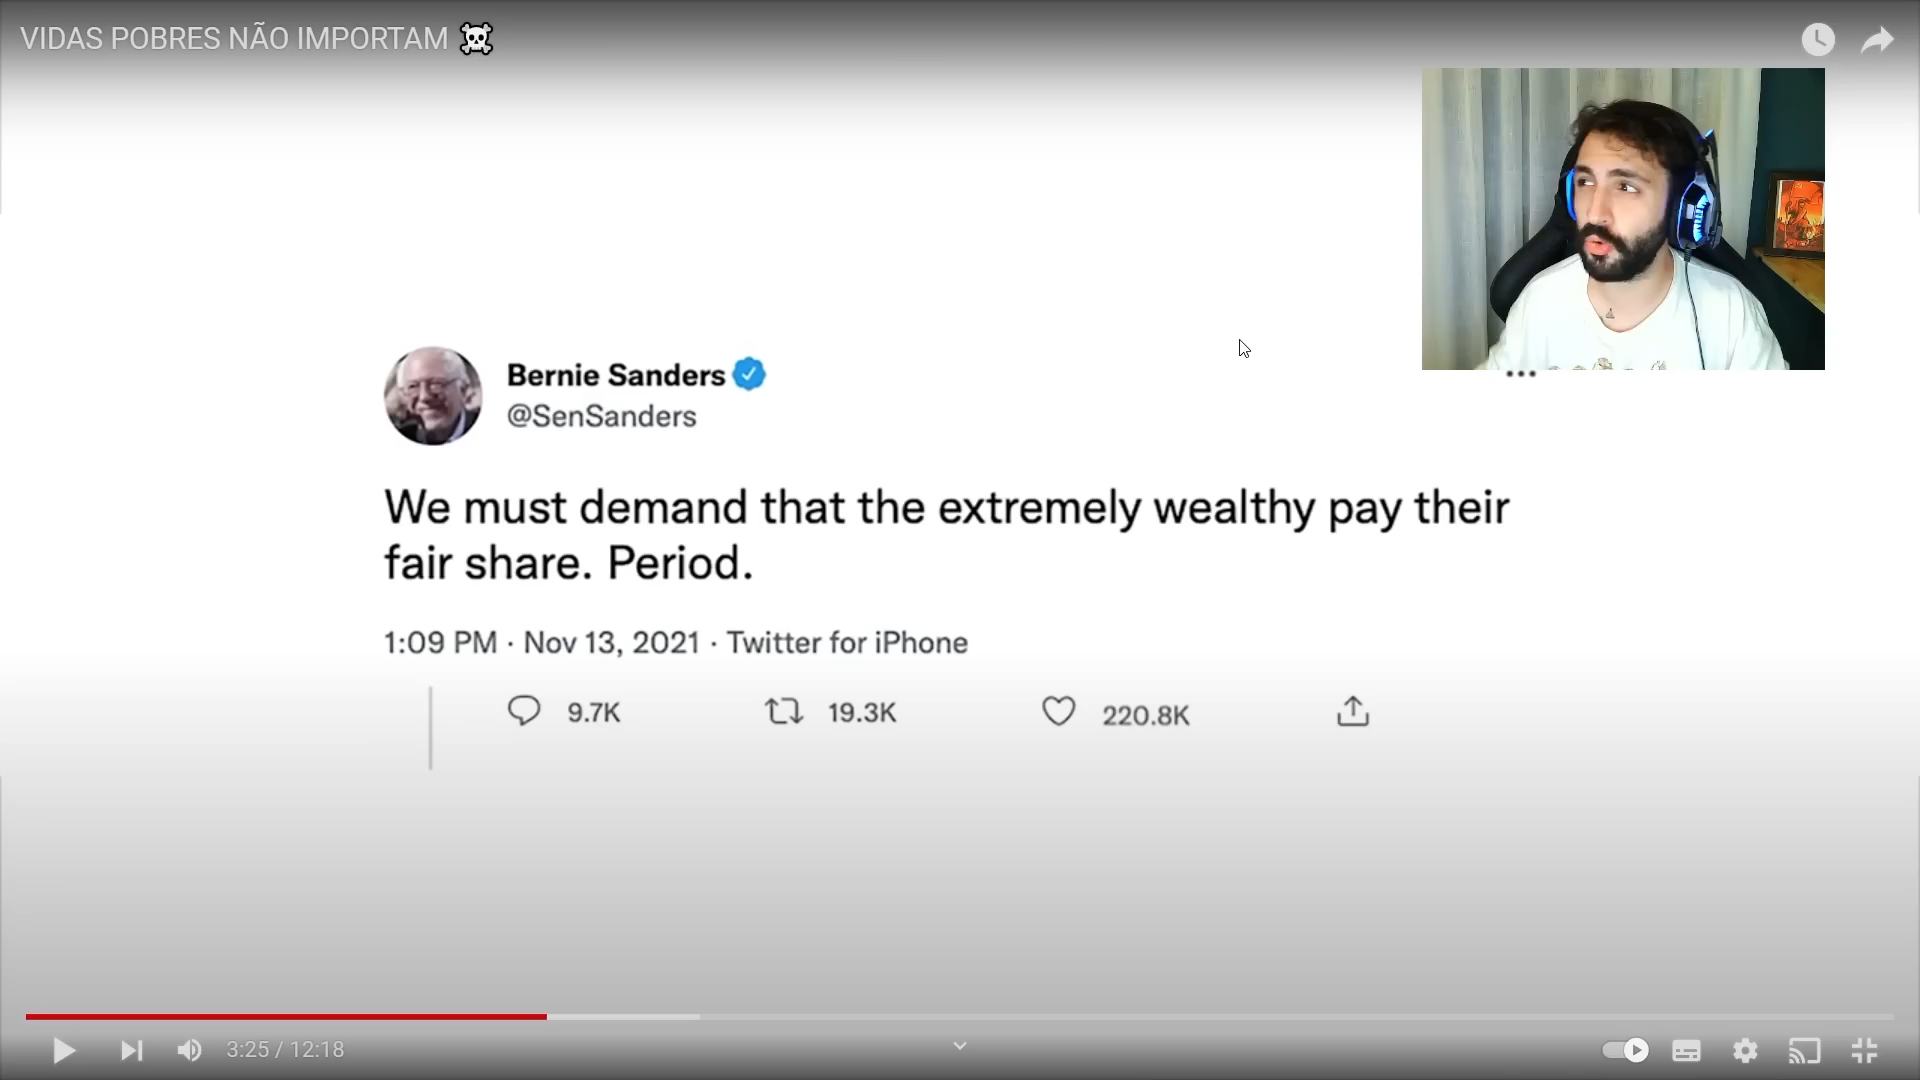 VIDAS POBRES NÃO IMPORTAM ☠
Bernie Sanders
@SenSanders
We must demand that the extremely wealthy pay their
fair share. Period.
1:09 PM · Nov 13, 2021 · Twitter for iPhone
9.7K 19.3K 220.8K
3:25 / 12:18